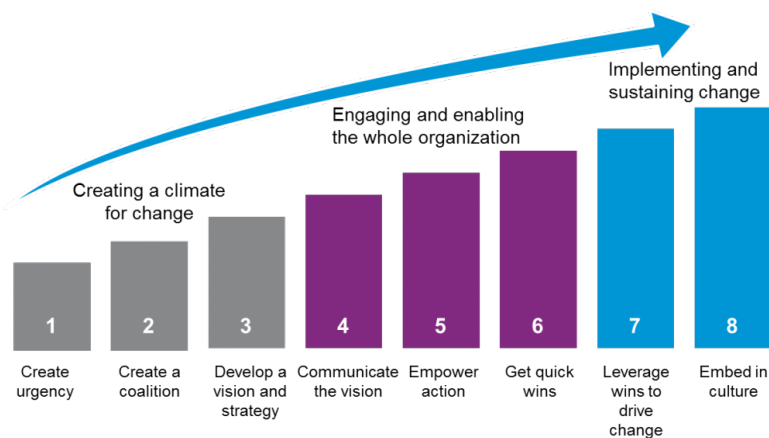 Implementing and
sustaining change
Engaging and enabling
the whole organization
Creating a climate
for change
1
2
3
4
5
6
7
8
Create
urgency
Create a
coalition
Develop a
vision and
strategy
Communicate
the vision
Empower
action
Get quick
wins
Leverage
wins to
drive
change
Embed in
culture